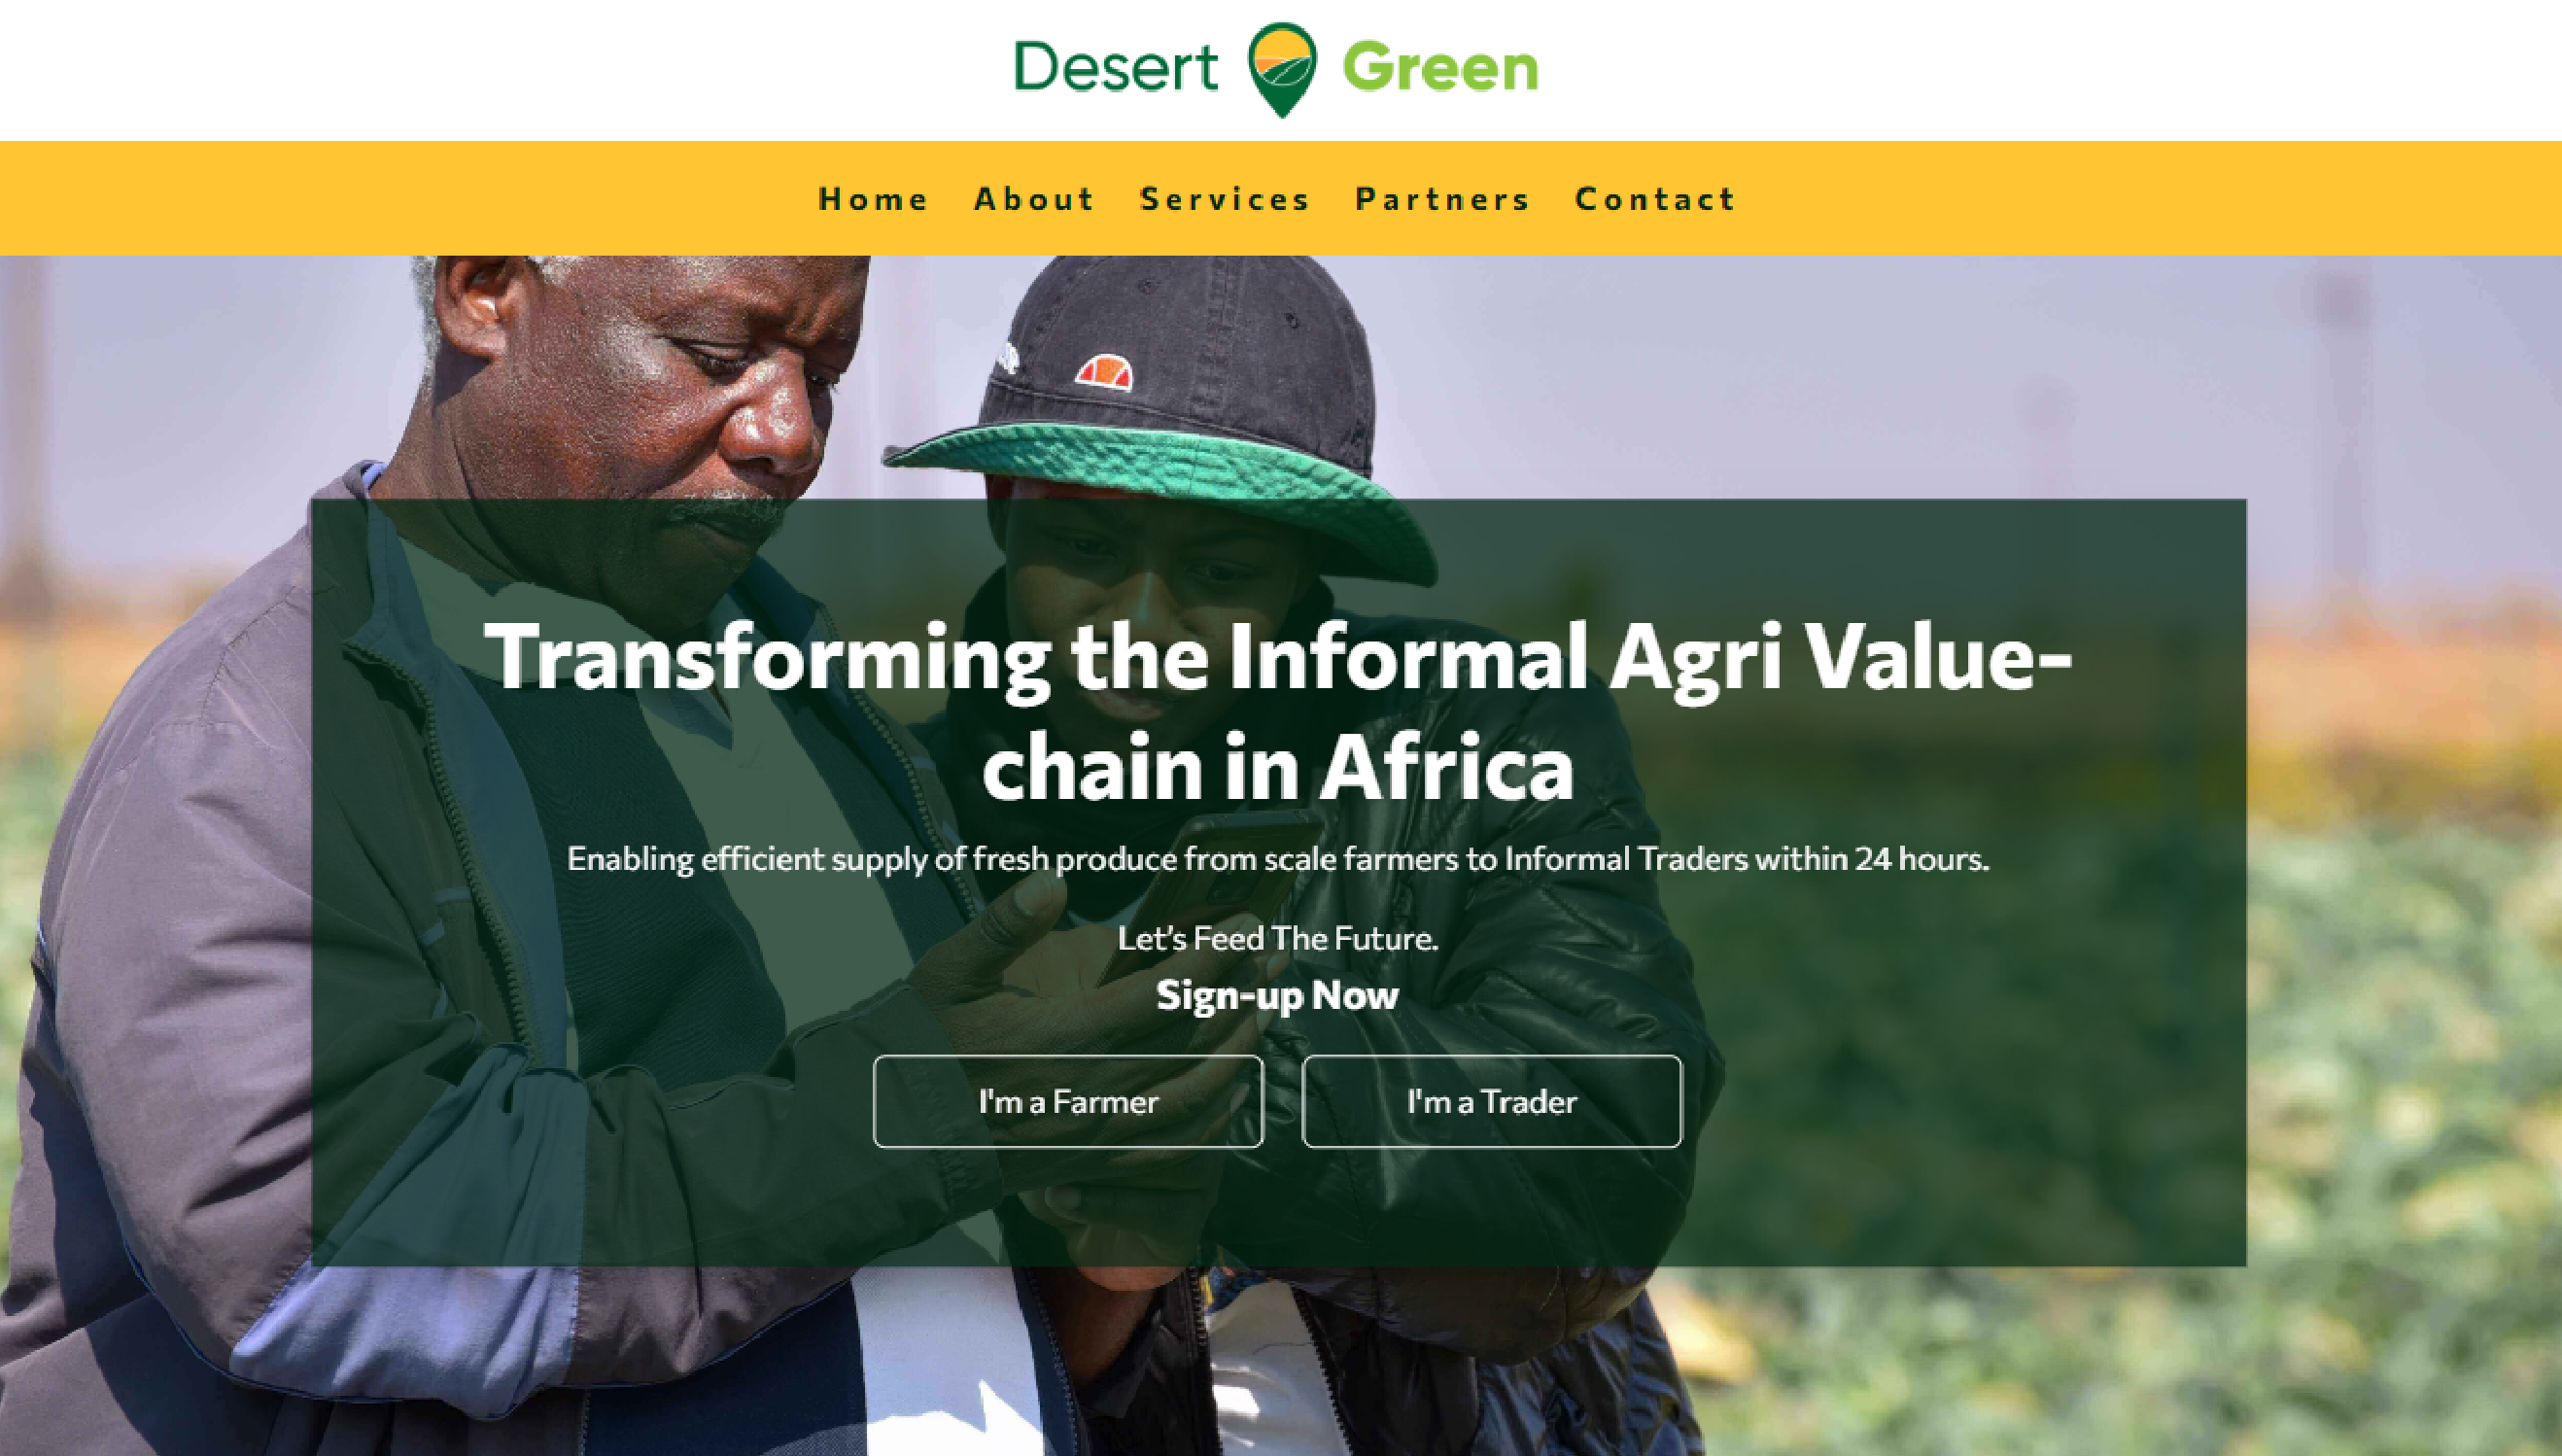 Desert Green
Home About Services Partners Contact
Transforming the Informal Agri Value-
chain in Africa
Enabling efficient supply of fresh produce from scale farmers to Informal Traders within 24 hours.
Let's Feed The Future.
Sign-up Now
I'm a Farmer I'm a Trader